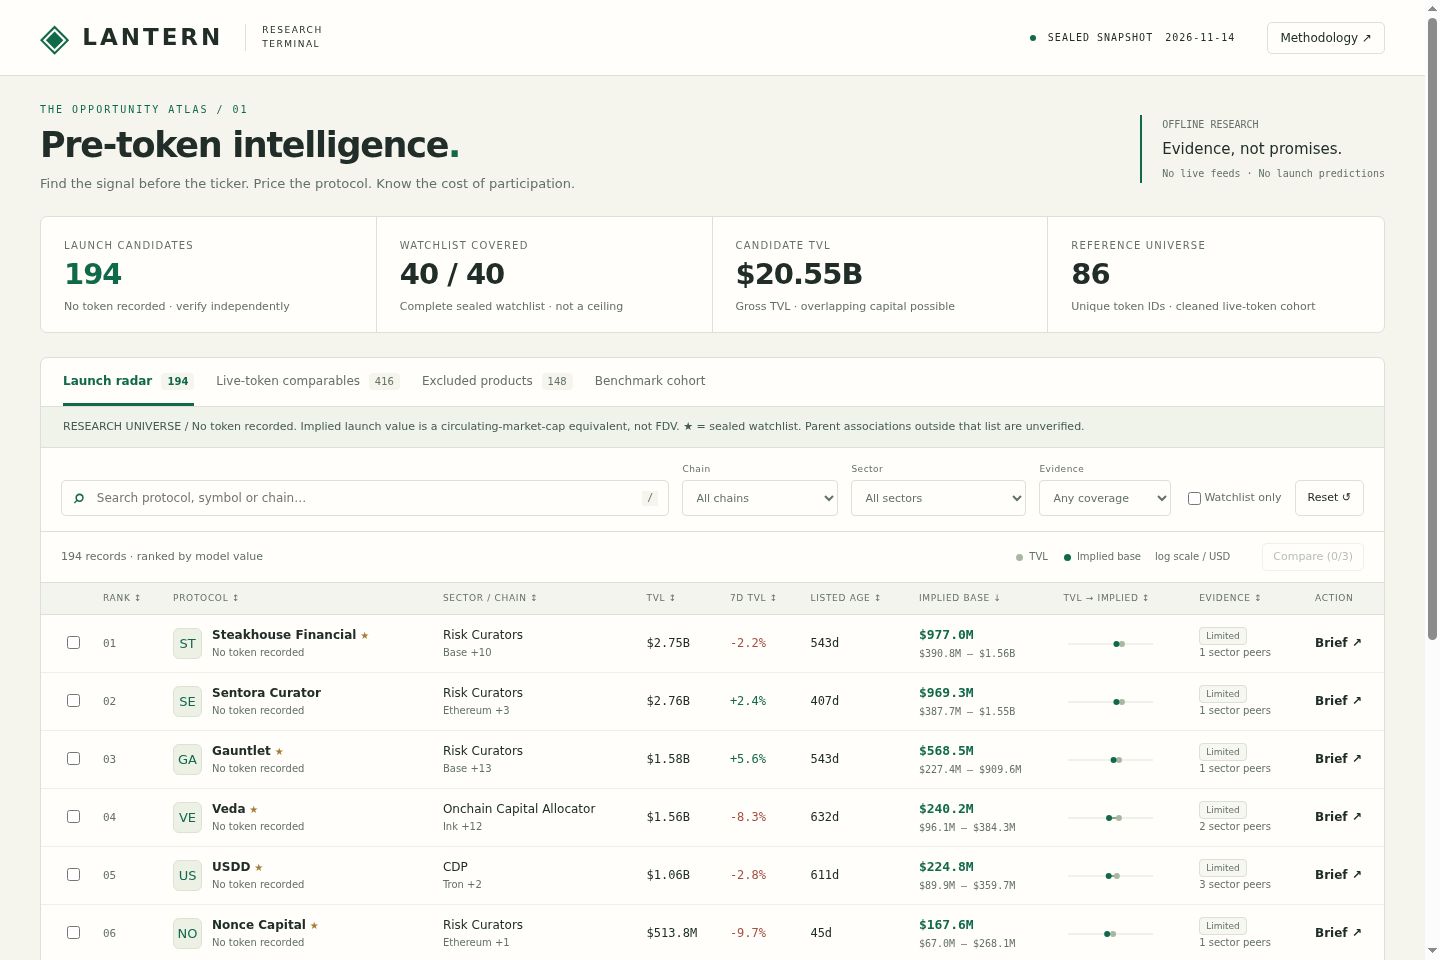 LANTERN
RESEARCH
TERMINAL
SEALED SNAPSHOT 2026-11-14
Methodology ↗
THE OPPORTUNITY ATLAS / 01
Pre-token intelligence.
Find the signal before the ticker. Price the protocol. Know the cost of participation.
OFFLINE RESEARCH
Evidence, not promises.
No live feeds · No launch predictions
LAUNCH CANDIDATES
194
No token recorded · verify independently
WATCHLIST COVERED
40 / 40
Complete sealed watchlist · not a ceiling
CANDIDATE TVL
$20.55B
Gross TVL · overlapping capital possible
REFERENCE UNIVERSE
86
Unique token IDs · cleaned live-token cohort
Launch radar 194 Live-token comparables 416 Excluded products 148 Benchmark cohort
RESEARCH UNIVERSE / No token recorded. Implied launch value is a circulating-market-cap equivalent, not FDV. ★ = sealed watchlist. Parent associations outside that list are unverified.
Chain Sector Evidence
Search protocol, symbol or chain... / All chains All sectors Any coverage Watchlist only Reset ↺
194 records · ranked by model value TVL Implied base log scale / USD Compare (0/3)
RANK ↕ PROTOCOL ↕ SECTOR / CHAIN ↕ TVL ↕ 7D TVL ↕ LISTED AGE ↕ IMPLIED BASE ↓ TVL → IMPLIED ↕ EVIDENCE ↕ ACTION
01 ST Steakhouse Financial ★ Risk Curators $2.75B -2.2% 543d $977.0M Limited Brief ↗
No token recorded Base +10 $390.8M — $1.56B 1 sector peers
02 SE Sentora Curator Risk Curators $2.76B +2.4% 407d $969.3M Limited Brief ↗
No token recorded Ethereum +3 $387.7M — $1.55B 1 sector peers
03 GA Gauntlet ★ Risk Curators $1.58B +5.6% 543d $568.5M Limited Brief ↗
No token recorded Base +13 $227.4M — $909.6M 1 sector peers
04 VE Veda ★ Onchain Capital Allocator $1.56B -8.3% 632d $240.2M Limited Brief ↗
No token recorded Ink +12 $96.1M — $384.3M 2 sector peers
05 US USDD ★ CDP $1.06B -2.8% 611d $224.8M Limited Brief ↗
No token recorded Tron +2 $89.9M — $359.7M 3 sector peers
06 NO Nonce Capital ★ Risk Curators $513.8M -9.7% 45d $167.6M Limited Brief ↗
No token recorded Ethereum +1 $67.0M — $268.1M 1 sector peers